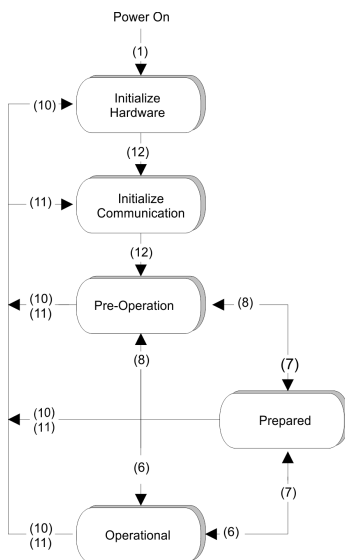 Power On
(1)
(10)
Initialize
Hardware
(12)
(11)
Initialize
Communication
(12)
(10)
(11)
Pre-Operation
(8)
(8)
(7)
(10)
(11)
Prepared
(6)
(7)
(10)
(11)
Operational
(6)